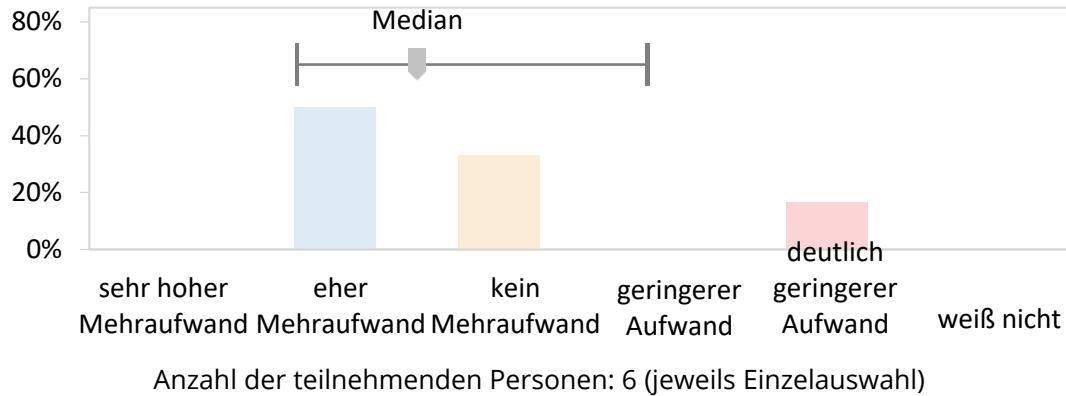 80%
Median
60%
40%
20%
0%
sehr hoher
Mehraufwand
eher
Mehraufwand
kein
Mehraufwand
geringerer
Aufwand
deutlich
geringerer
Aufwand
weiß nicht
Anzahl der teilnehmenden Personen: 6 (jeweils Einzelauswahl)